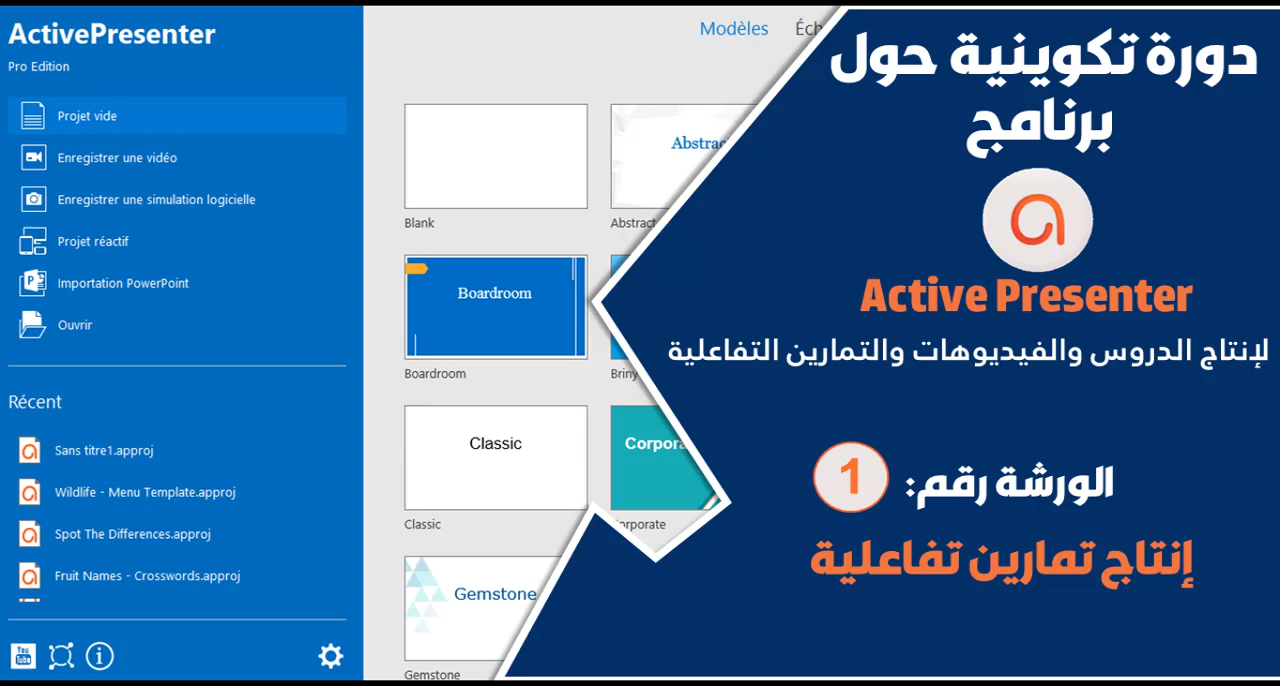 ActivePresenter
Pro Edition
Projet vide
Enregistrer une vidéo
Enregistrer une simulation logicielle
Projet réactif
Importation PowerPoint
Ouvrir
Récent
Sans titre1.approj
Wildlife - Menu Template.approj
Spot The Differences.approj
Fruit Names - Crosswords.approj
You
Tube
Modèles
Blank
Abstract
Boardroom
Boardroom
Classic
Classic
Gemstone
Gemstone
دورة تكوينية حول
برنامج
Active Presenter
لإنتاج الدروس والفيديوهات والتمارين التفاعلية
الورشة رقم: 1
إنتاج تمارين تفاعلية